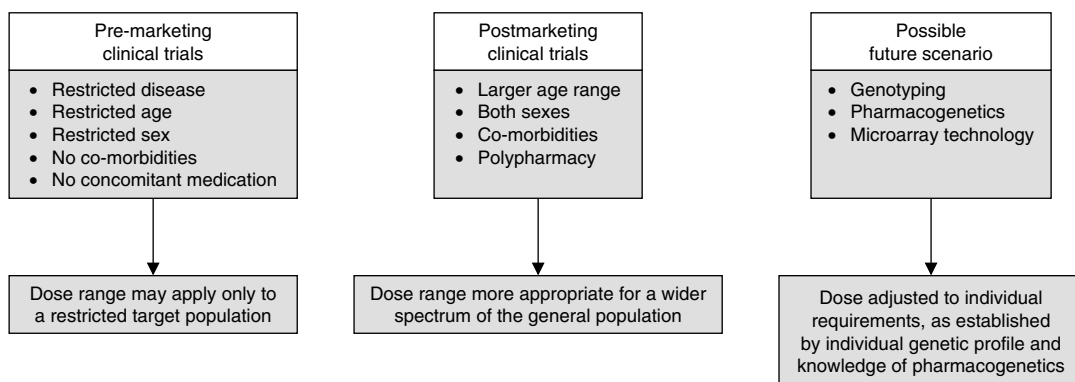 Pre-marketing
clinical trials
• Restricted disease
• Restricted age
• Restricted sex
• No co-morbidities
• No concomitant medication
Dose range may apply only to
a restricted target population
Postmarketing
clinical trials
• Larger age range
• Both sexes
• Co-morbidities
• Polypharmacy
Dose range more appropriate for a wider
spectrum of the general population
Possible
future scenario
• Genotyping
• Pharmacogenetics
• Microarray technology
Dose adjusted to individual
requirements, as established
by individual genetic profile and
knowledge of pharmacogenetics